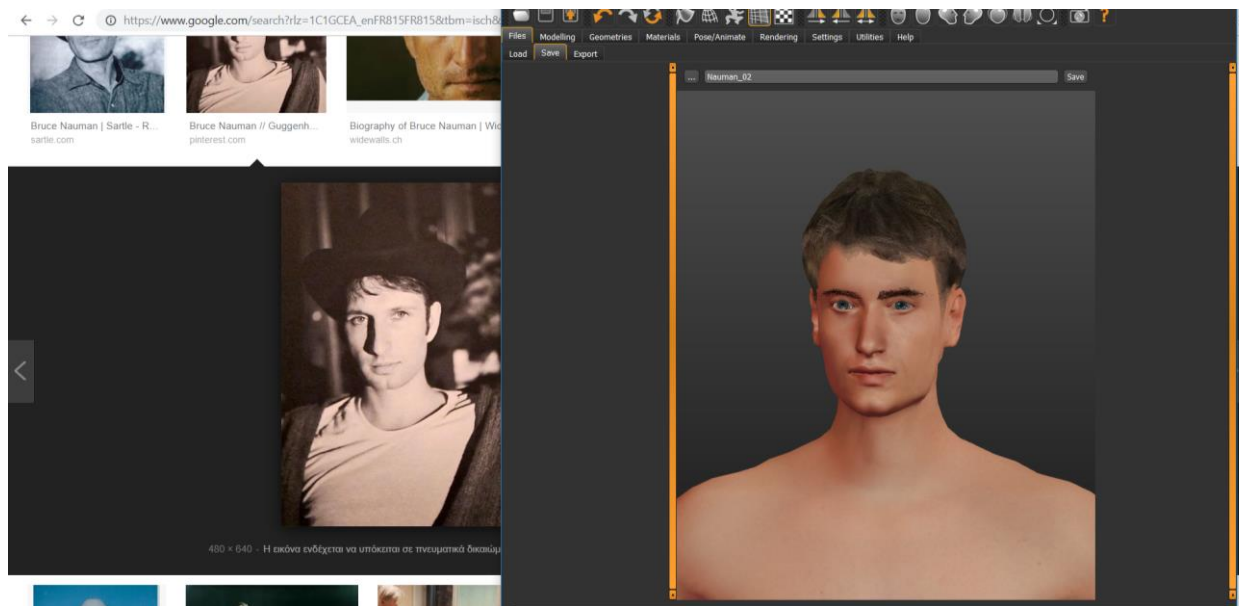 https://www.google.com/search?rlz=1C1GCEA_enFR815FR815&tbm=isch&
Bruce Nauman | Sartle - R...
sartle.com
Bruce Nauman // Guggenh...
pinterest.com
Biography of Bruce Nauman | Wid
widewalls.ch
480 × 640 - Η εικόνα ενδέχεται να υπόκειται σε πνευματικά δικαιώμ
Files Modelling Geometries Materials Pose/Animate Rendering Settings Utilities Help
Load Save Export
... Nauman_02 Save